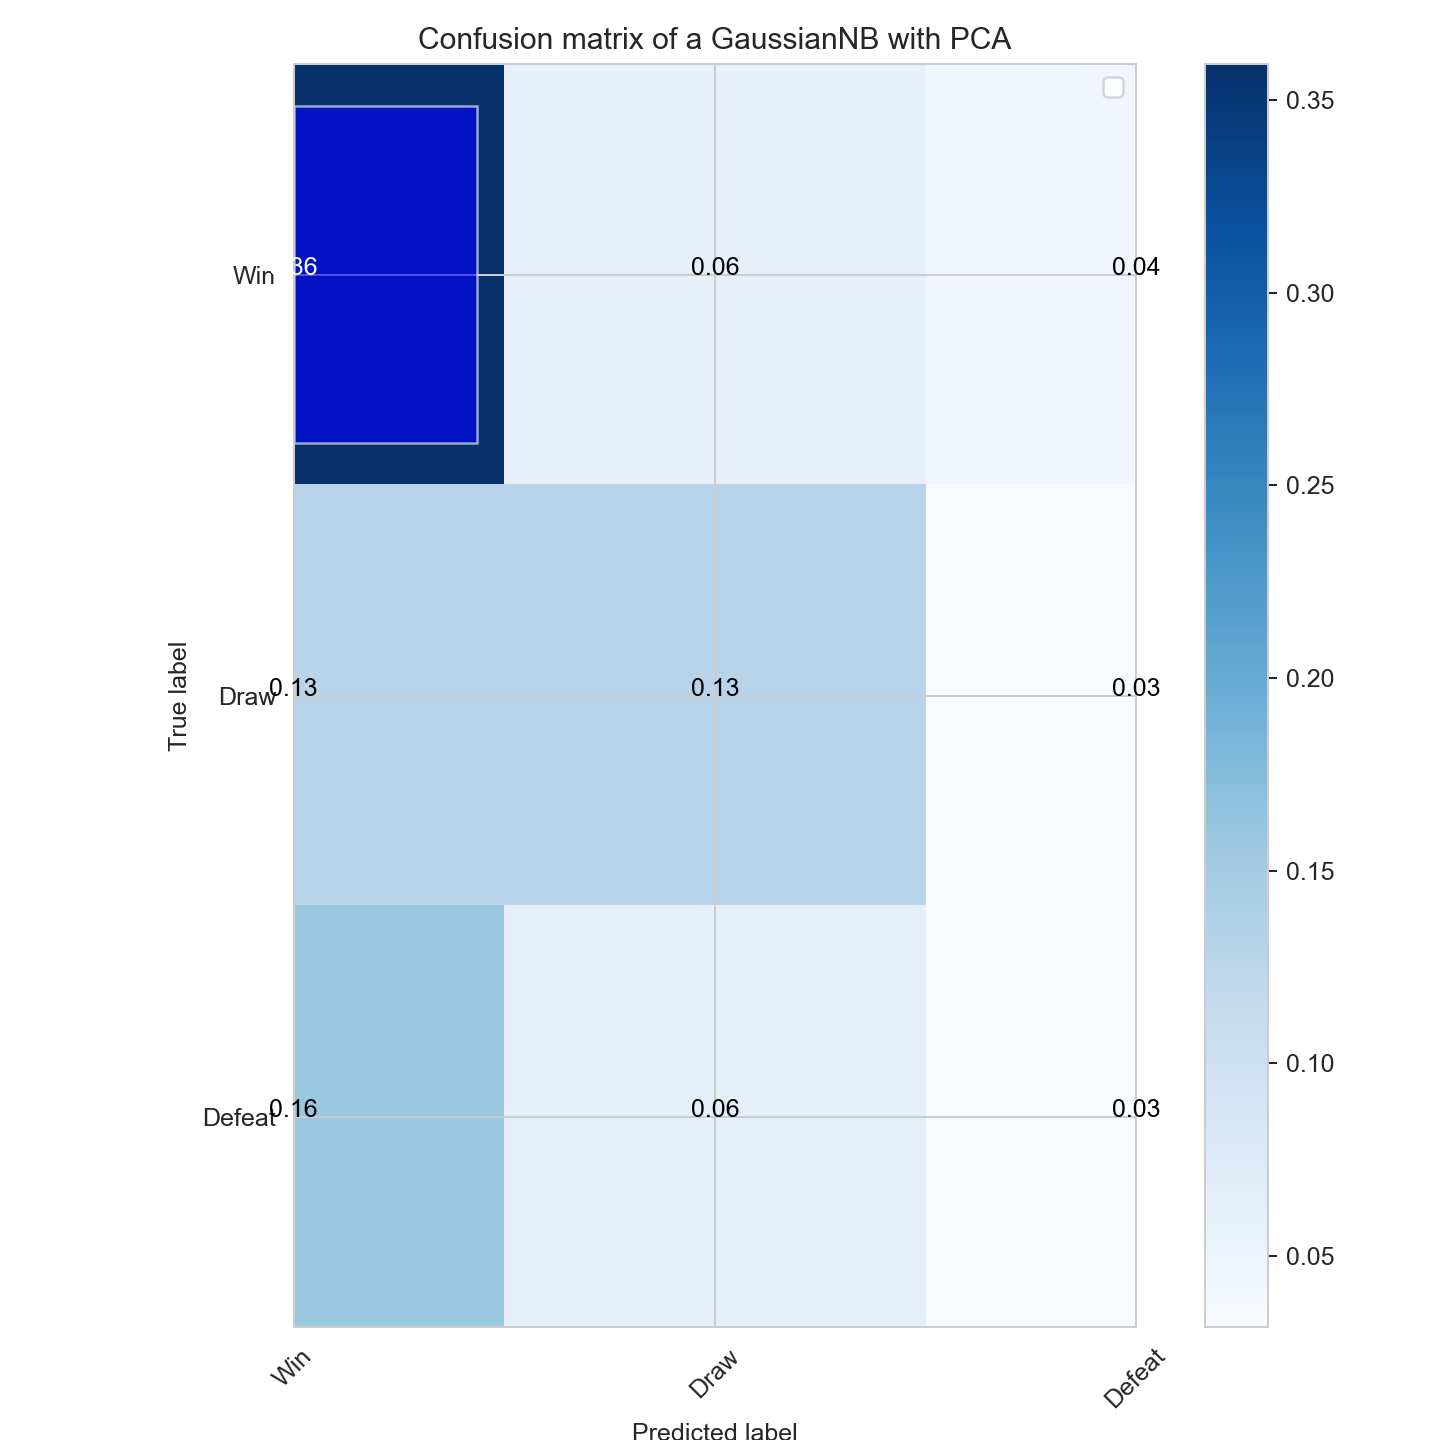 Confusion matrix of a GaussianNB with PCA
0.35
0.30
0.25
0.20
0.15
0.10
0.05
True label
Win 36 0.06 0.04
Draw 0.13 0.13 0.03
Defeat 0.16 0.06 0.03
Win Draw Defeat
Predicted label